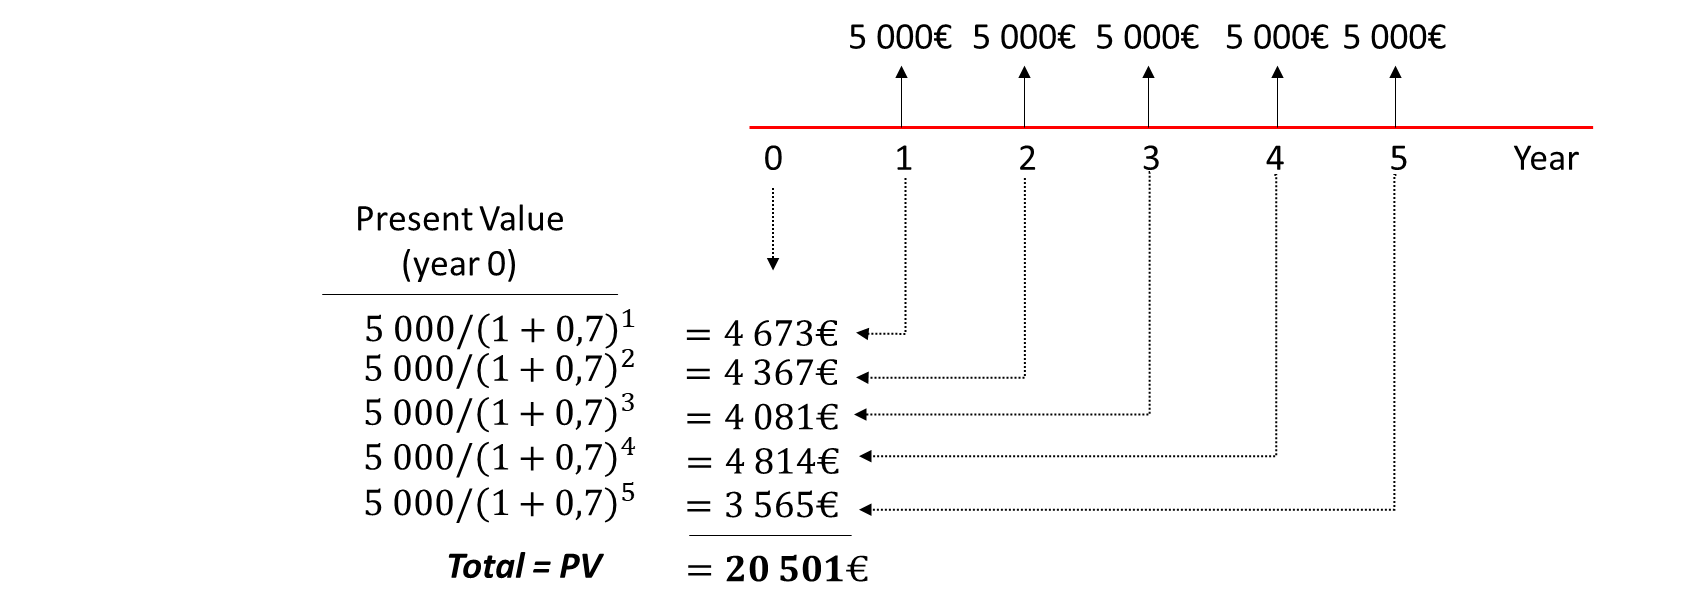 5 000€ 5 000€ 5 000€ 5 000€ 5 000€
0 1 2 3 4 5 Year
Present Value
(year 0)
5 000/(1 + 0,7)¹ = 4 673€
5 000/(1 + 0,7)² = 4 367€
5 000/(1 + 0,7)³ = 4 081€
5 000/(1 + 0,7)⁴ = 4 814€
5 000/(1 + 0,7)⁵ = 3 565€
Total = PV = 20 501€